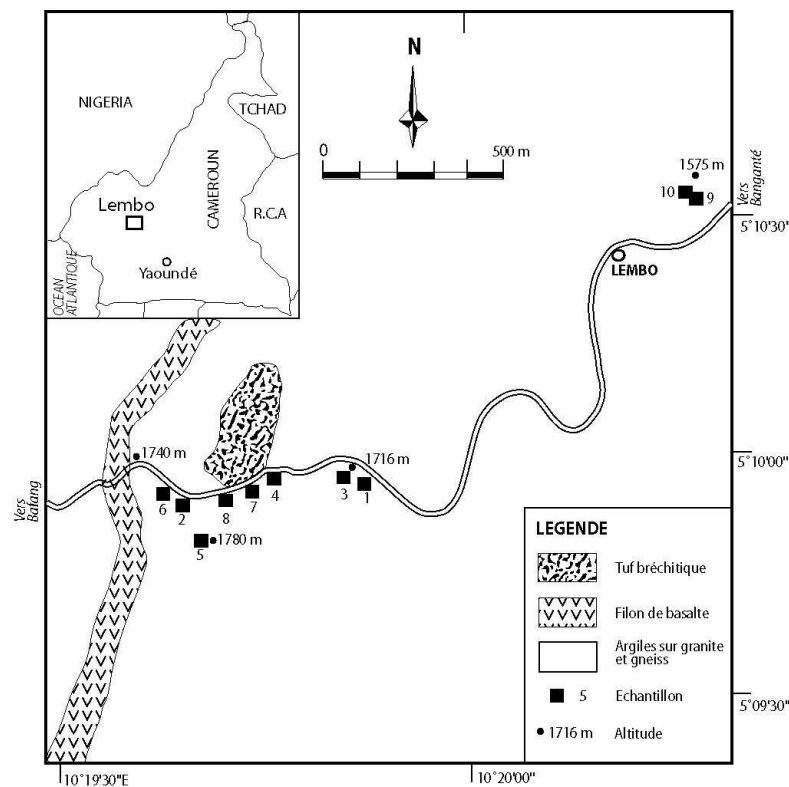 NIGERIA
TCHAD
CAMEROUN
Lembo
R.C.A
Yaoundé
OCEAN
ATLANTIQUE
N
0
500 m
1575 m
10
9
Vers
Banganté
5°10'30"
LEMBO
1740 m
1716 m
5°10'00"
Vers
Batang
6
2
8
7
4
3
1
5
1780 m
LEGENDE
Tuf bréchitique
Filon de basalte
Argiles sur granite
et gneiss
5
Echantillon
1716 m
Altitude
5°09'30"
10°19'30"E
10°20'00"